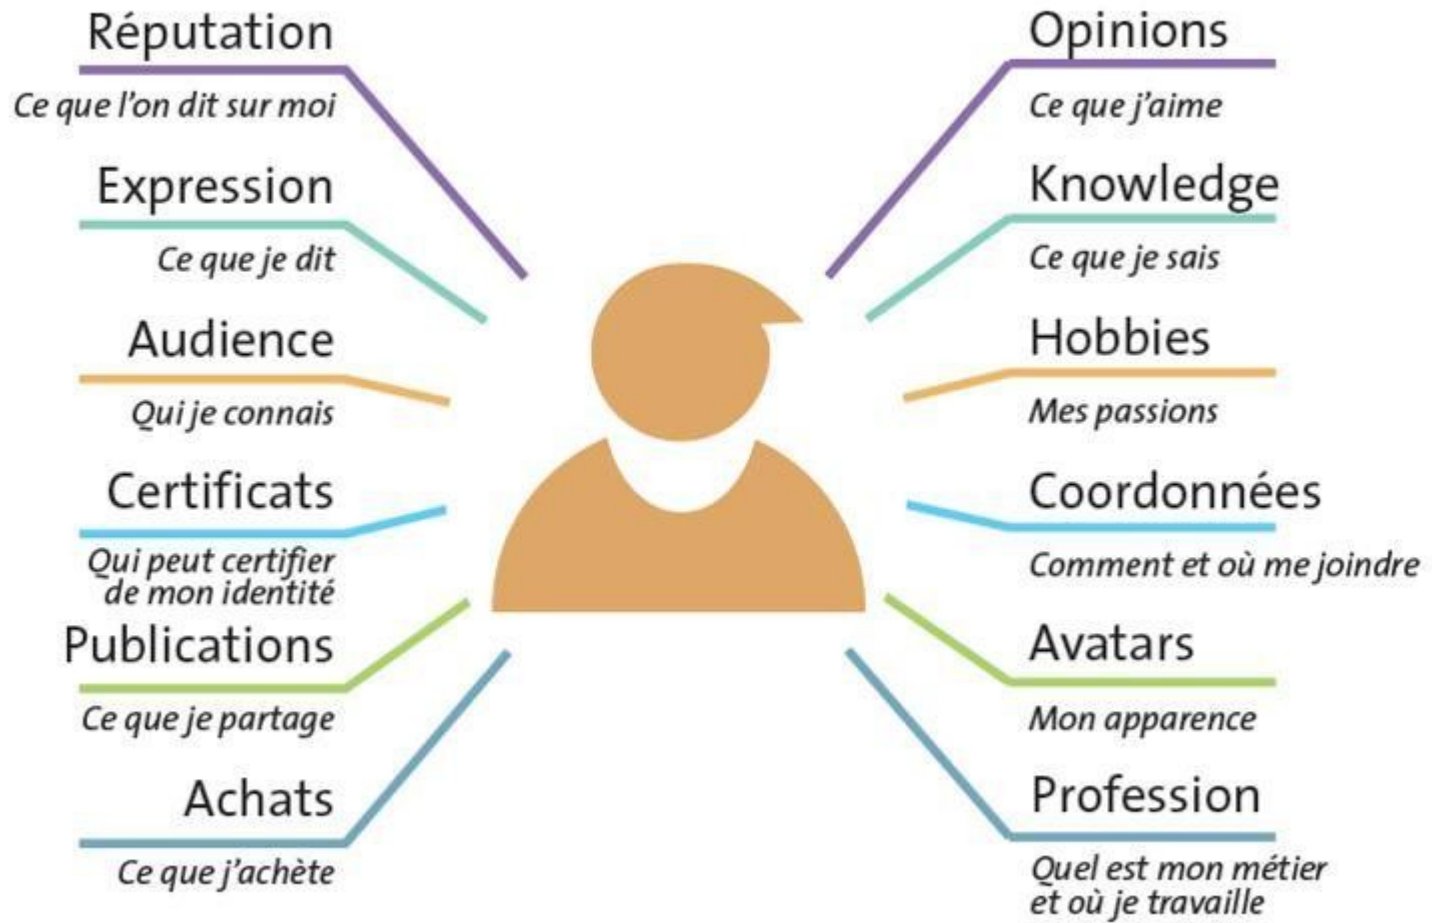 Réputation
Ce que l'on dit sur moi
Expression
Ce que je dit
Audience
Qui je connais
Certificats
Qui peut certifier
de mon identité
Publications
Ce que je partage
Achats
Ce que j'achète
Opinions
Ce que j'aime
Knowledge
Ce que je sais
Hobbies
Mes passions
Coordonnées
Comment et où me joindre
Avatars
Mon apparence
Profession
Quel est mon métier
et où je travaille